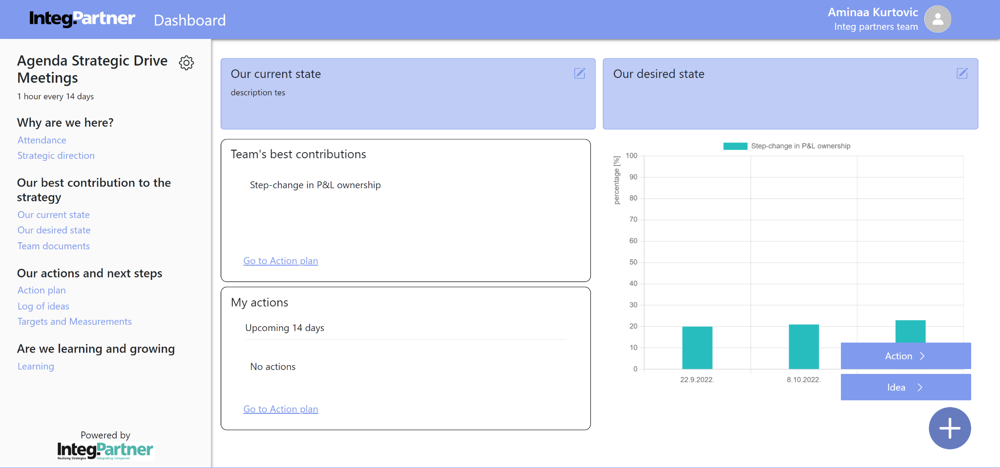 Integ.Partner
Dashboard
Aminaa Kurtovic
Integ partners team
Agenda Strategic Drive
Meetings
1 hour every 14 days
Why are we here?
Attendance
Strategic direction
Our best contribution to the
strategy
Our current state
Our desired state
Team documents
Our actions and next steps
Action plan
Log of ideas
Targets and Measurements
Are we learning and growing
Learning
Powered by
Integ.Partner
Realizing Strategies Integrating Companies
Our current state
description tes
Our desired state
Team's best contributions
Step-change in P&L ownership
Go to Action plan
My actions
Upcoming 14 days
No actions
Go to Action plan
Step-change in P&L ownership
percentage [%]
100
90
80
70
60
50
40
30
20
10
0
22.9.2022.
8.10.2022.
Action
Idea